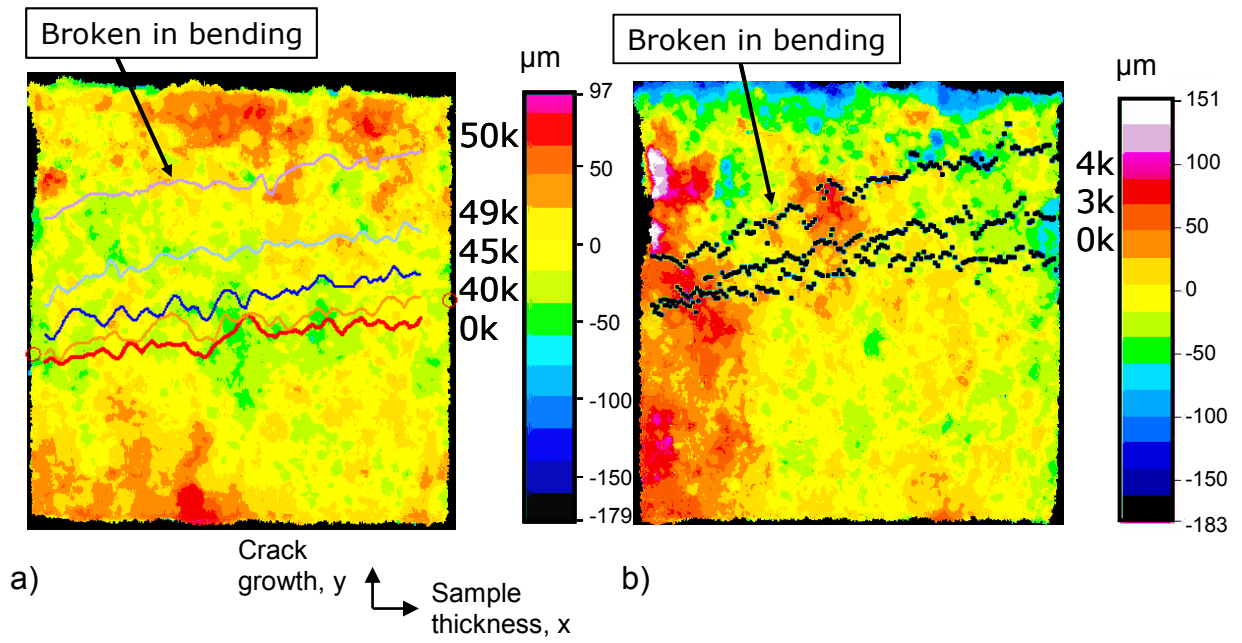 Broken in bending
µm
97
50
0
-50
-100
-150
-179
50k
49k
45k
40k
0k
a)
Crack
growth, y
Sample
thickness, x
Broken in bending
µm
151
100
50
0
-50
-100
-150
-183
4k
3k
0k
b)